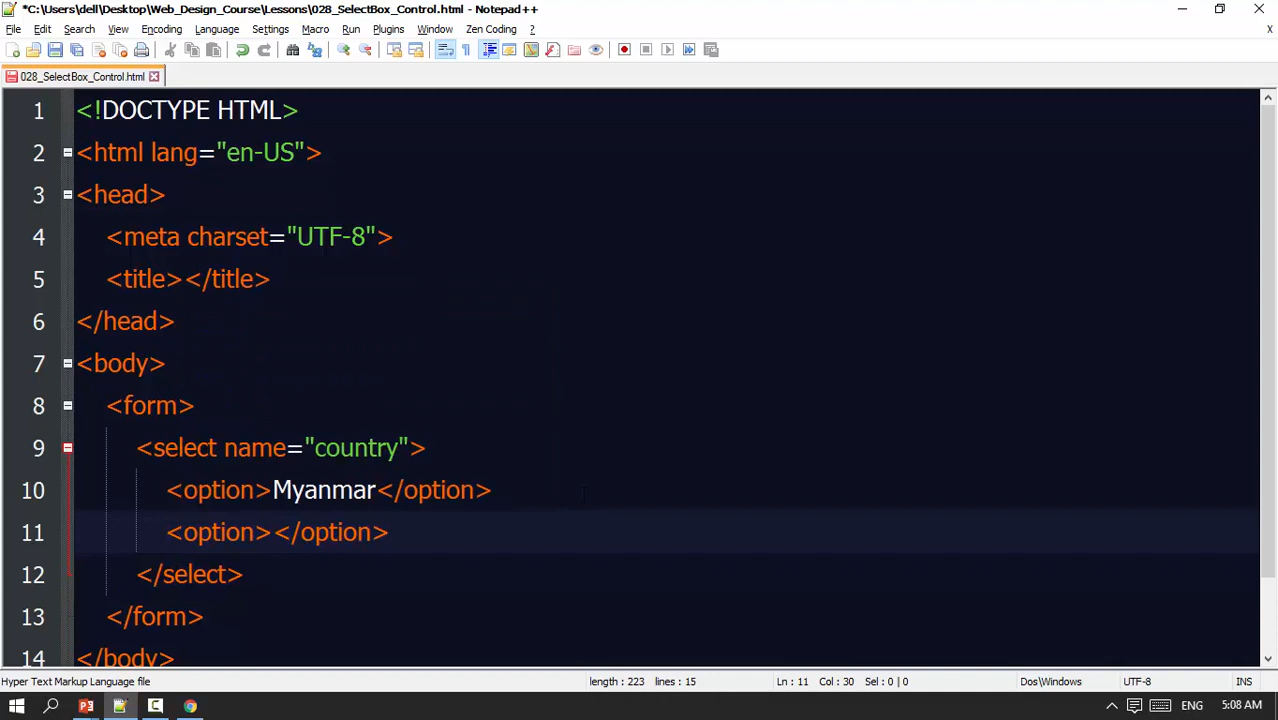 *C:\Users\dell\Desktop\Web_Design_Course\Lessons\028_SelectBox_Control.html - Notepad++
File Edit Search View Encoding Language Settings Macro Run Plugins Window Zen Coding ? X
028_SelectBox_Control.html
1 <!DOCTYPE HTML>
2 <html lang="en-US">
3 <head>
4 <meta charset="UTF-8">
5 <title></title>
6 </head>
7 <body>
8 <form>
9 <select name="country">
10 <option>Myanmar</option>
11 <option></option>
12 </select>
13 </form>
14 </body>
Hyper Text Markup Language file length : 223 lines : 15 Ln : 11 Col : 30 Sel : 0 | 0 Dos\Windows UTF-8 INS
ENG 5:08 AM